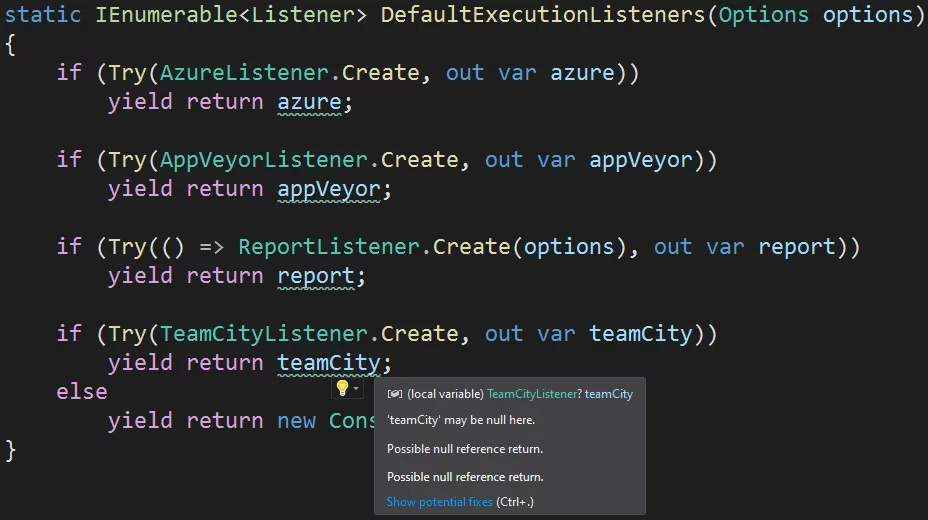 static IEnumerable<Listener> DefaultExecutionListeners(Options options)
{
    if (Try(AzureListener.Create, out var azure))
        yield return azure;

    if (Try(AppVeyorListener.Create, out var appVeyor))
        yield return appVeyor;

    if (Try(() => ReportListener.Create(options), out var report))
        yield return report;

    if (Try(TeamCityListener.Create, out var teamCity))
        yield return teamCity;
    else
        yield return new Cons
}
(local variable) TeamCityListener? teamCity
'teamCity' may be null here.
Possible null reference return.
Possible null reference return.
Show potential fixes (Ctrl+.)